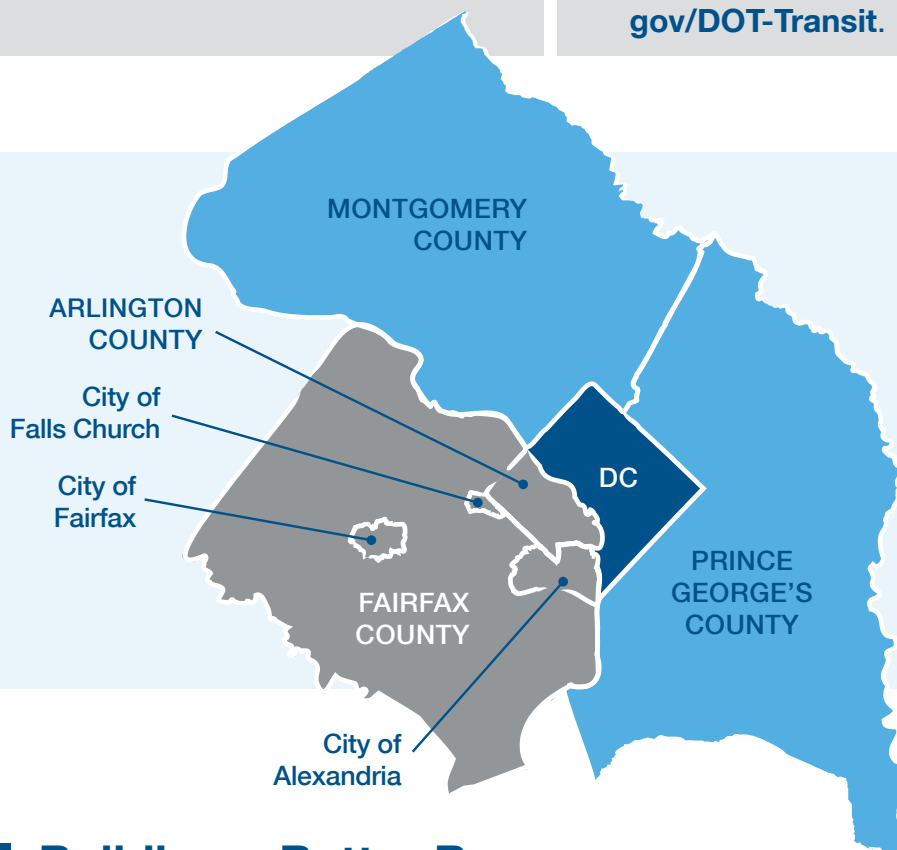 gov/DOT-Transit.
MONTGOMERY
COUNTY
ARLINGTON
COUNTY
City of
Falls Church
City of
Fairfax
DC
FAIRFAX
COUNTY
PRINCE
GEORGE’S
COUNTY
City of
Alexandria